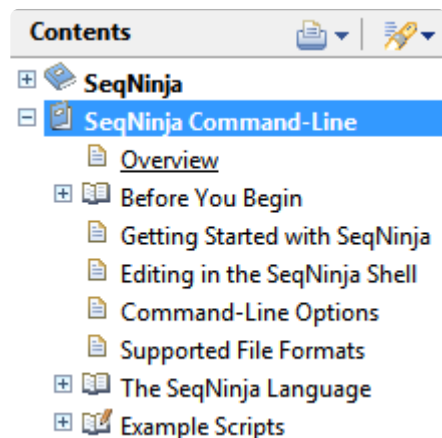 Contents
SeqNinja
SeqNinja Command-Line
Overview
Before You Begin
Getting Started with SeqNinja
Editing in the SeqNinja Shell
Command-Line Options
Supported File Formats
The SeqNinja Language
Example Scripts